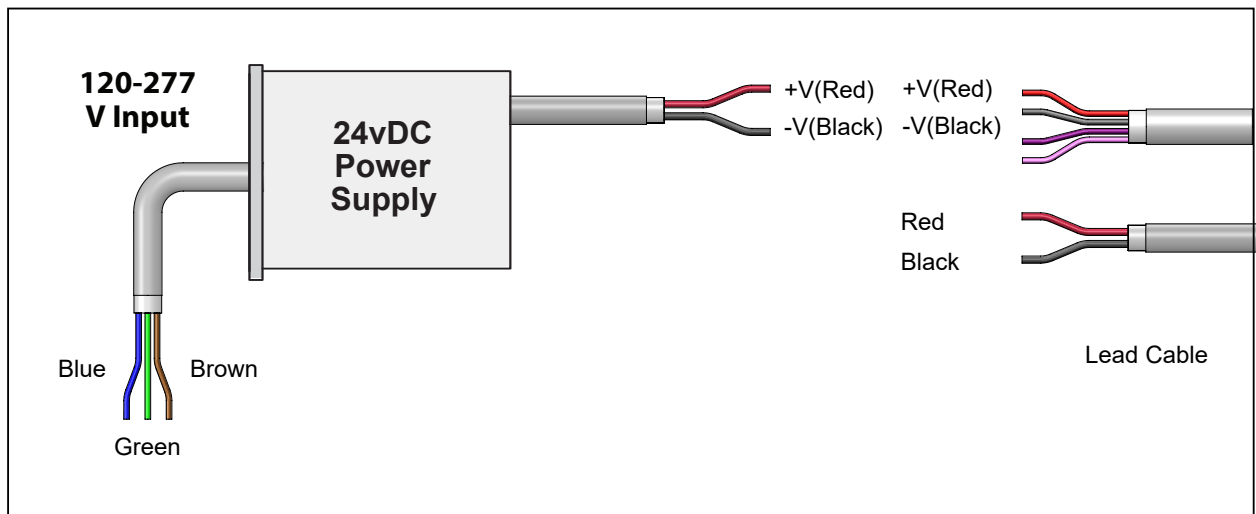 120-277
V Input
24vDC
Power
Supply
+V(Red)
-V(Black)
+V(Red)
-V(Black)
Red
Black
Lead Cable
Blue
Brown
Green